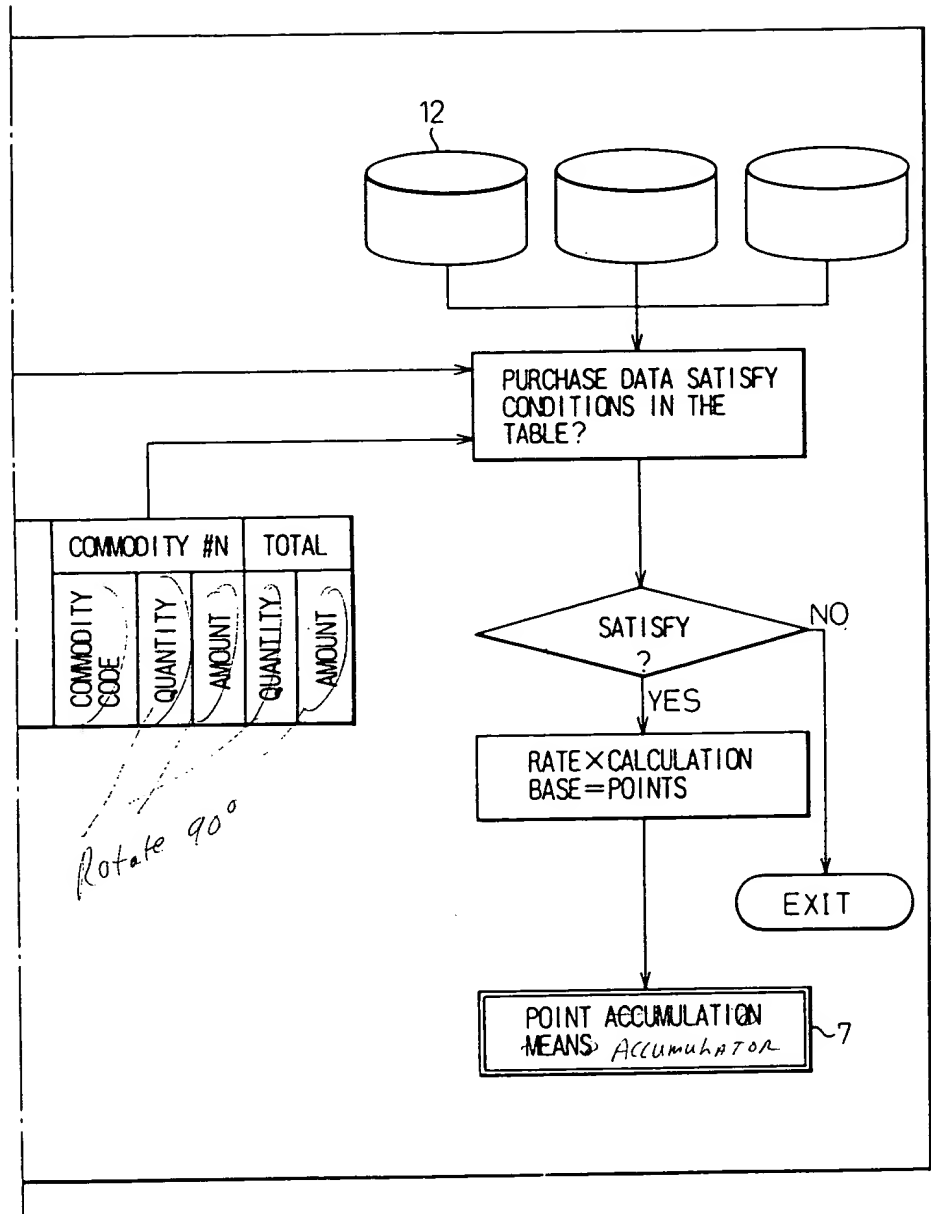 12
PURCHASE DATA SATISFY
CONDITIONS IN THE
TABLE?
COMMODITY #N
TOTAL
COMMODITY
CODE
QUANTITY
AMOUNT
QUANTITY
AMOUNT
Rotate 90°
SATISFY
?
NO
YES
RATE×CALCULATION
BASE=POINTS
EXIT
POINT ACCUMULATION
MEANS ACCUMULATOR
7